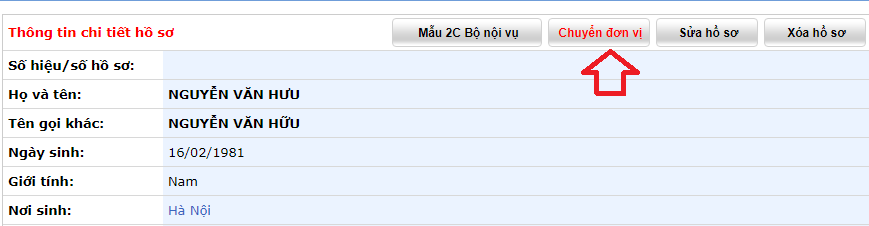 Thông tin chi tiết hồ sơ Mẫu 2C Bộ nội vụ Chuyển đơn vị Sửa hồ sơ Xóa hồ sơ
Số hiệu/số hồ sơ:
Họ và tên: NGUYỄN VĂN HƯU
Tên gọi khác: NGUYỄN VĂN HỮU
Ngày sinh: 16/02/1981
Giới tính: Nam
Nơi sinh: Hà Nội